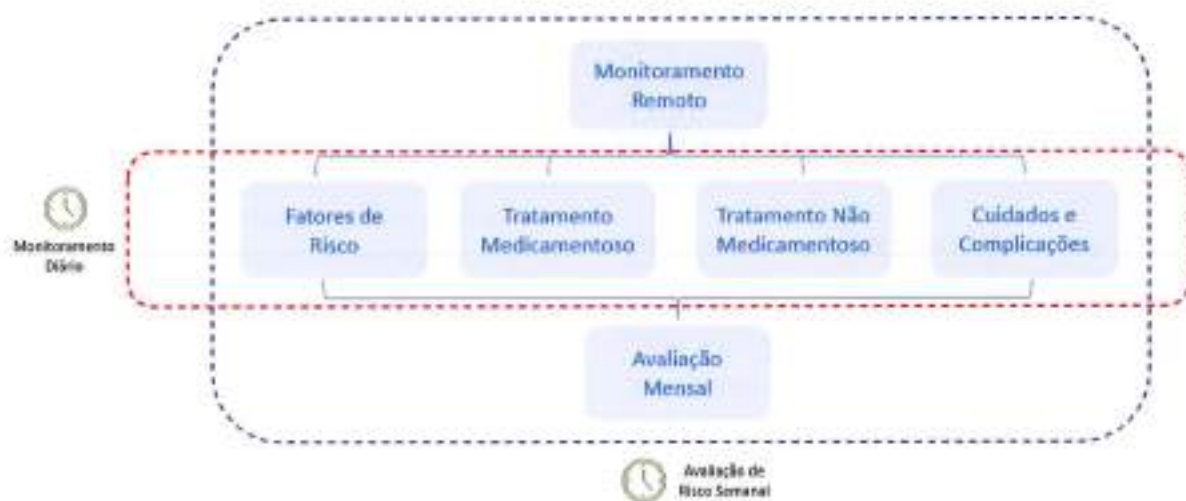 Monitoramento
Remoto
Fatores de
Risco
Tratamento
Medicamentoso
Tratamento Não
Medicamentoso
Cuidados e
Complicações
Monitoramento
Diário
Avaliação
Mensal
Avaliação de
Risco Semanal